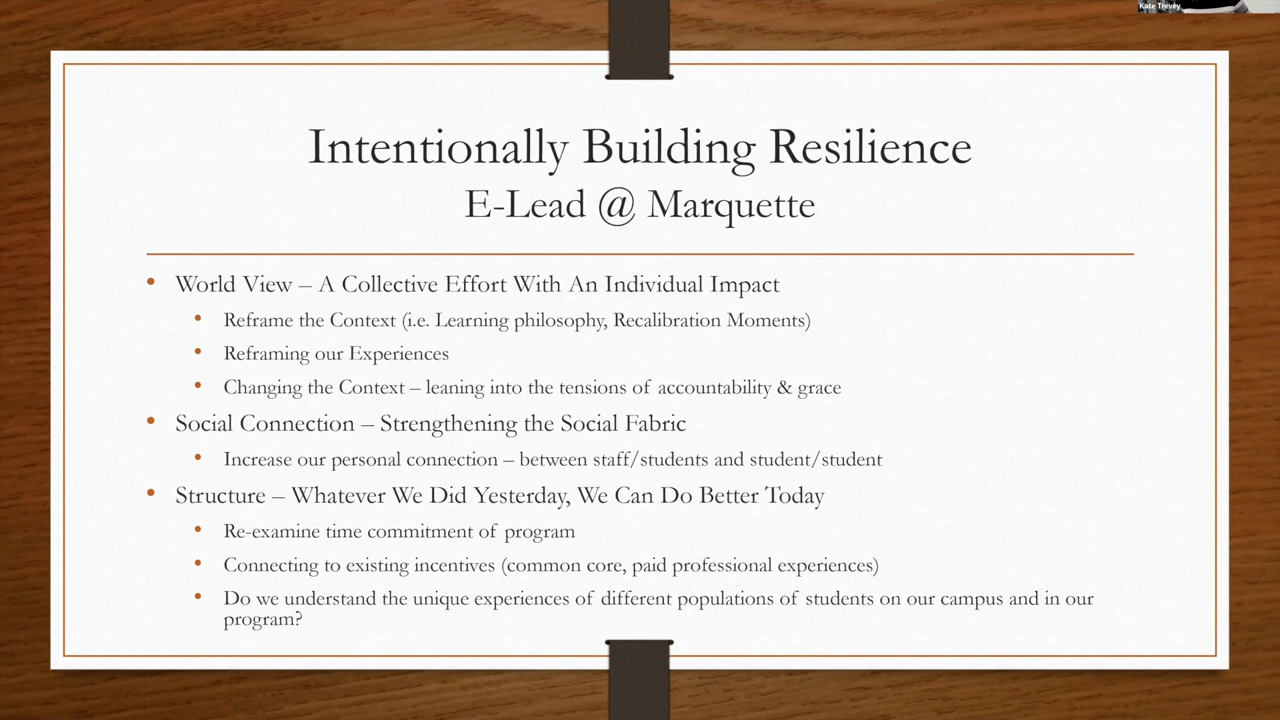 Kate Trevey
Intentionally Building Resilience
E-Lead @ Marquette
• World View – A Collective Effort With An Individual Impact
• Reframe the Context (i.e. Learning philosophy, Recalibration Moments)
• Reframing our Experiences
• Changing the Context – leaning into the tensions of accountability & grace
• Social Connection – Strengthening the Social Fabric
• Increase our personal connection – between staff/students and student/student
• Structure – Whatever We Did Yesterday, We Can Do Better Today
• Re-examine time commitment of program
• Connecting to existing incentives (common core, paid professional experiences)
• Do we understand the unique experiences of different populations of students on our campus and in our
program?